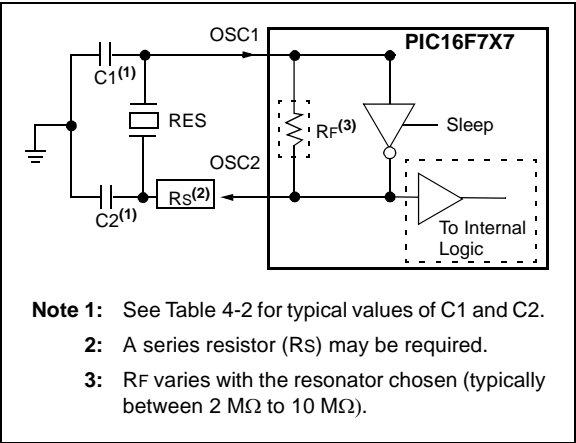 OSC1
PIC16F7X7
C1(1)
RES
RF(3)
Sleep
OSC2
C2(1)
RS(2)
To Internal
Logic
Note 1: See Table 4-2 for typical values of C1 and C2.
2: A series resistor (RS) may be required.
3: RF varies with the resonator chosen (typically
between 2 MΩ to 10 MΩ).